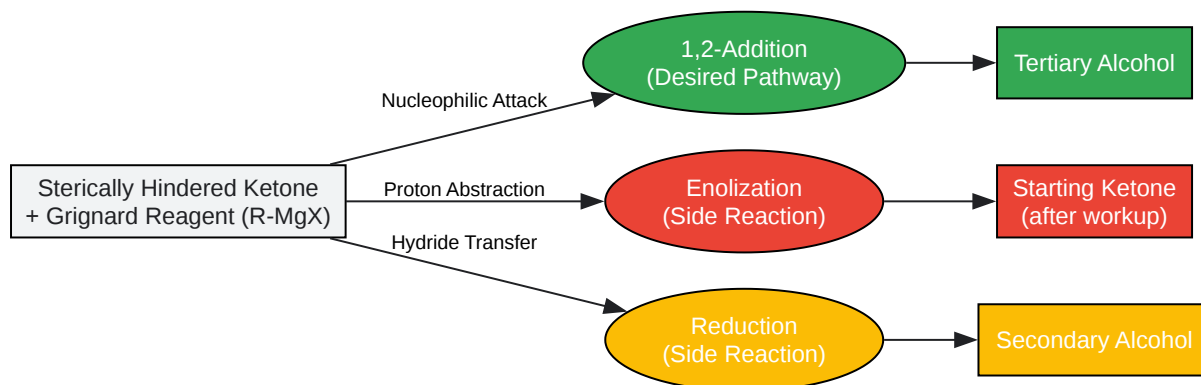 Sterically Hindered Ketone
+ Grignard Reagent (R-MgX)
Nucleophilic Attack
1,2-Addition
(Desired Pathway)
Tertiary Alcohol
Proton Abstraction
Enolization
(Side Reaction)
Starting Ketone
(after workup)
Hydride Transfer
Reduction
(Side Reaction)
Secondary Alcohol